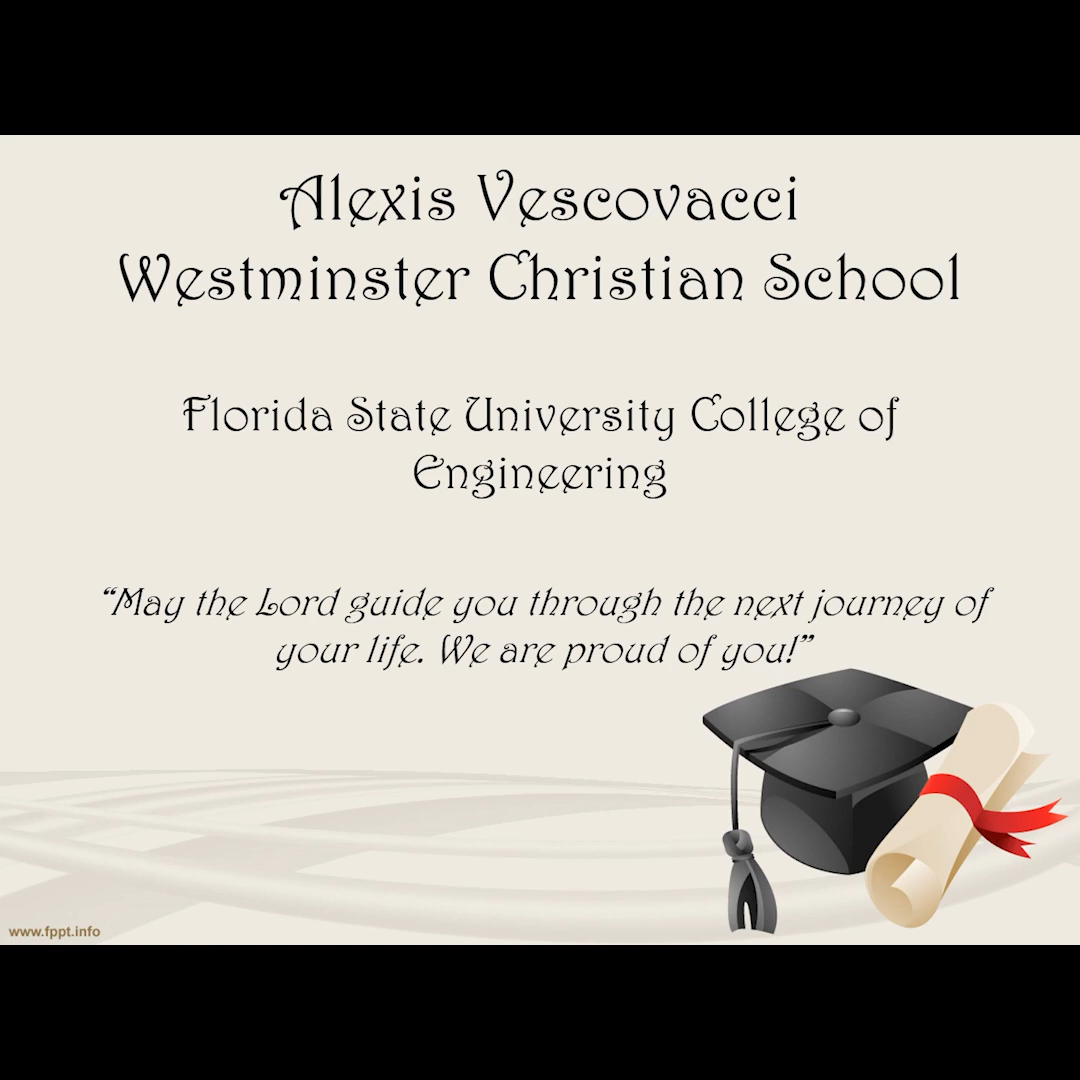 Alexis Vescovacci
Westminster Christian School
Florida State University College of
Engineering
“May the Lord guide you through the next journey of
your life. We are proud of you!”
www.fppt.info